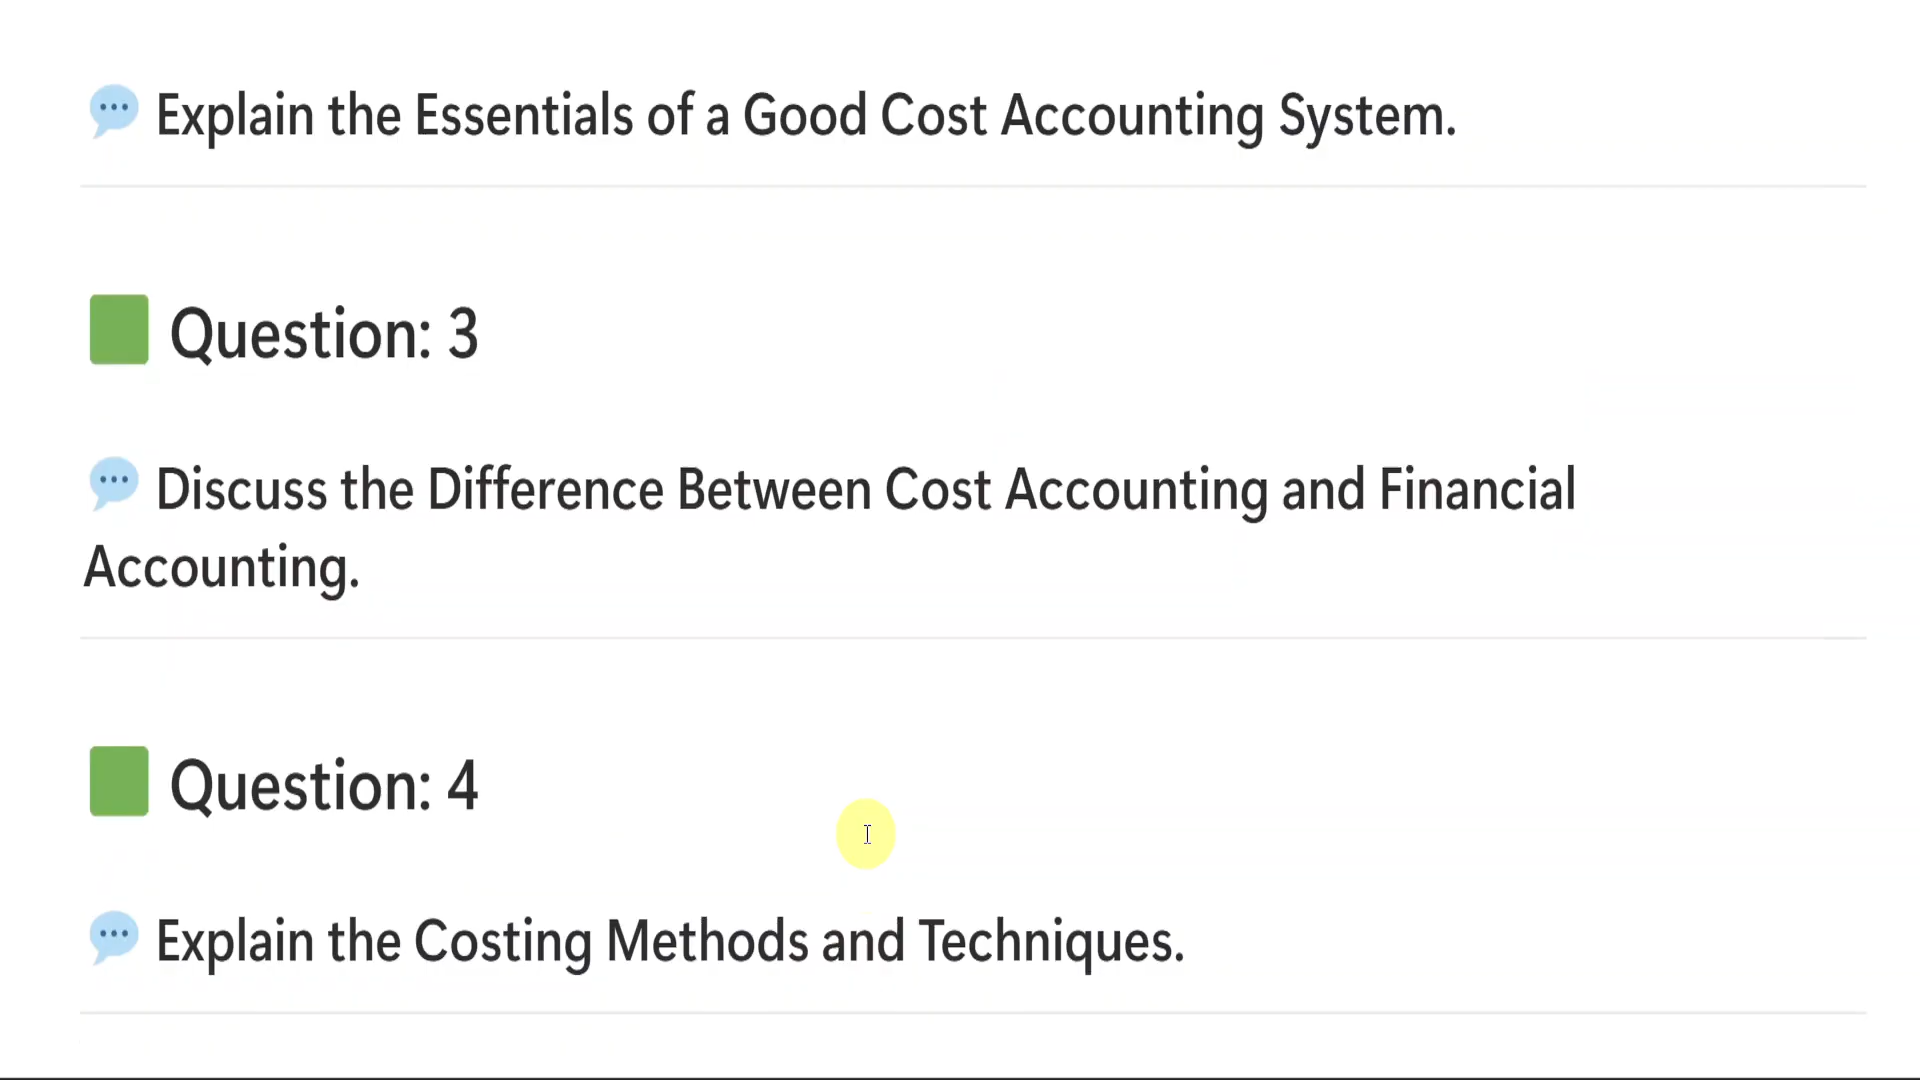 Explain the Essentials of a Good Cost Accounting System.
Question: 3
Discuss the Difference Between Cost Accounting and Financial
Accounting.
Question: 4
Explain the Costing Methods and Techniques.